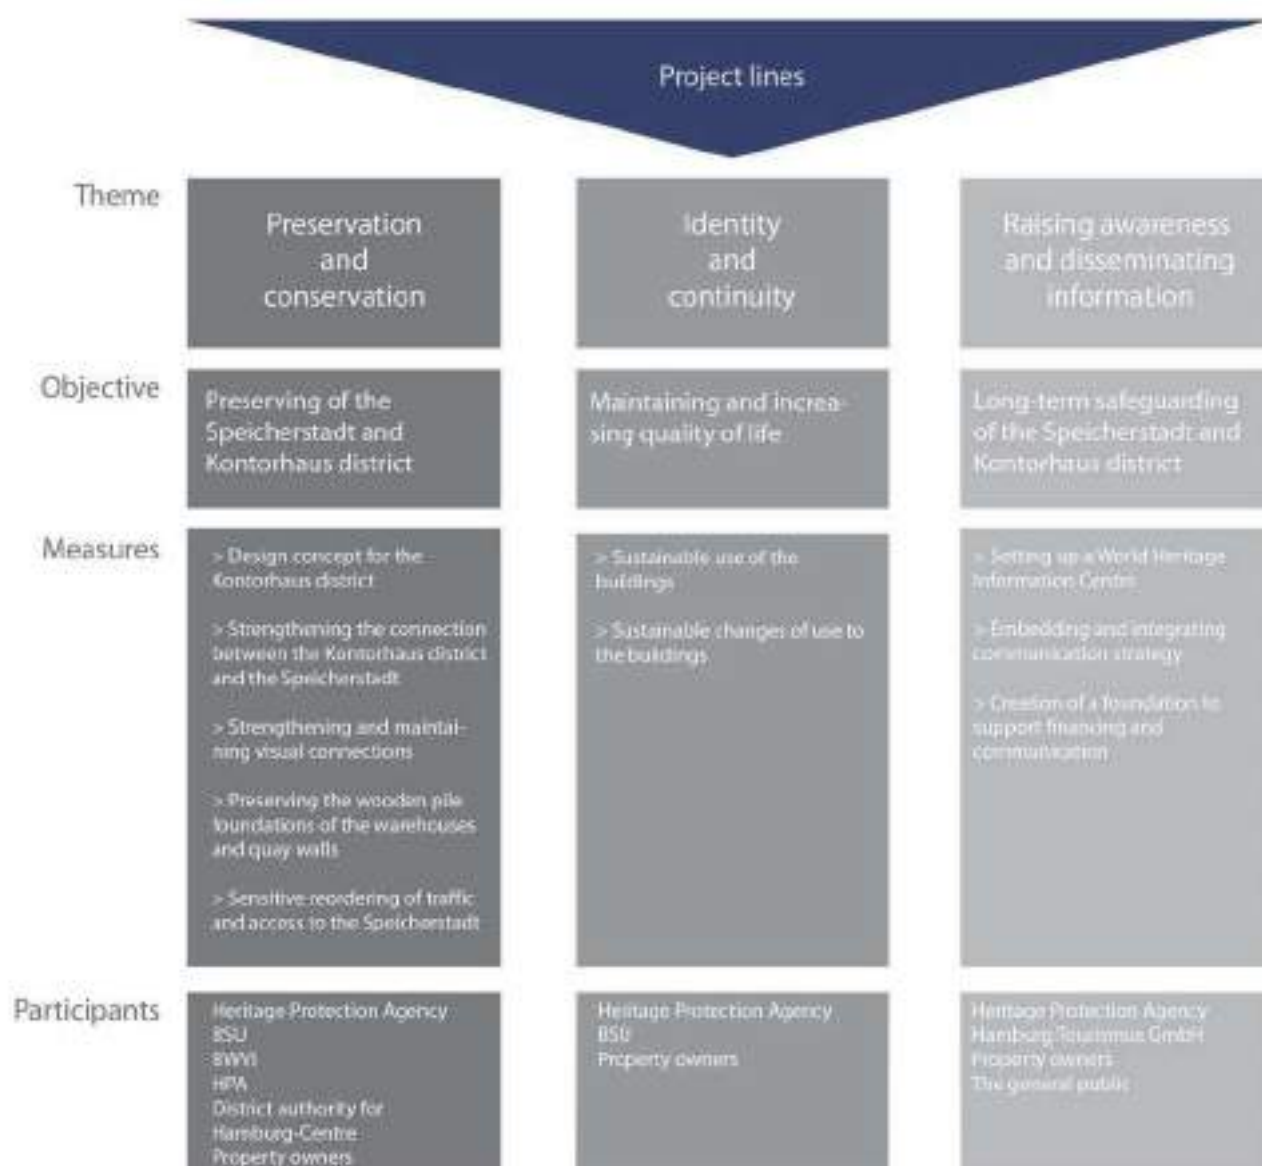 Project lines
Theme
Preservation
and
conservation
Identity
and
continuity
Raising awareness
and disseminating
information
Objective
Preserving of the
Speicherstadt and
Kontorhaus district
Maintaining and increa-
sing quality of life
Long-term safeguarding
of the Speicherstadt and
Kontorhaus district
Measures
> Design concept for the
Kontorhaus district
> Strengthening the connection
between the Kontorhaus district
and the Speicherstadt
> Strengthening and maintai-
ning visual connections
> Preserving the wooden pile
foundations of the warehouses
and quay walls
> Sensitive reordering of traffic
and access to the Speicherstadt
> Sustainable use of the
buildings
> Sustainable changes of use to
the buildings
> Setting up a World Heritage
Information Centre
> Embedding and integrating
communication strategy
> Creation of a foundation to
support financing and
communication
Participants
Heritage Protection Agency
BSU
BWVI
HPA
District authority for
Hamburg-Centre
Property owners
Heritage Protection Agency
BSU
Property owners
Heritage Protection Agency
Hamburg Tourismus GmbH
Property owners
The general public